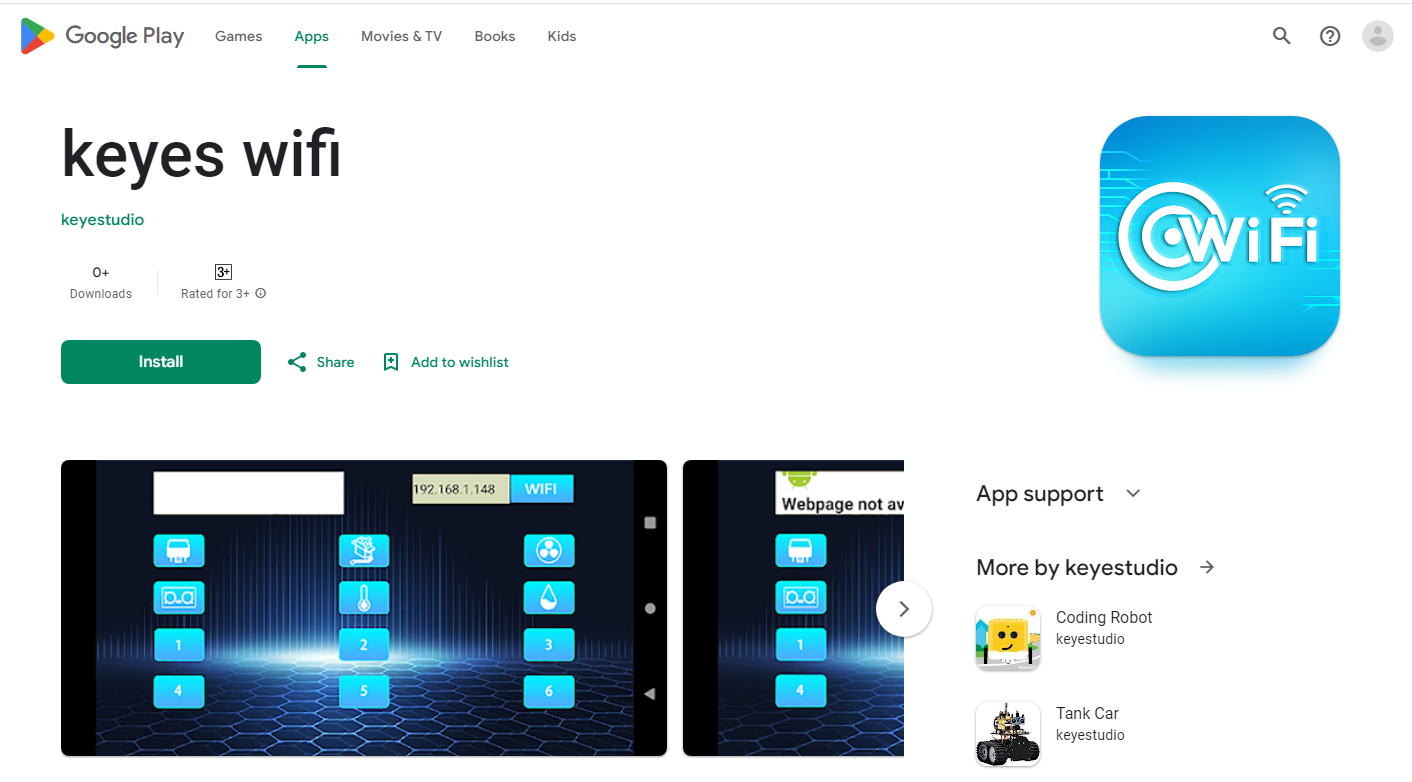 Google Play Games Apps Movies & TV Books Kids
keyes wifi
keyestudio
0+
Downloads
3+
Rated for 3+
Install
Share
Add to wishlist
WiFi
192.168.1.148 WIFI
1 2 3
4 5 6
Webpage not av
1
4
App support
More by keyestudio
Coding Robot
keyestudio
Tank Car
keyestudio